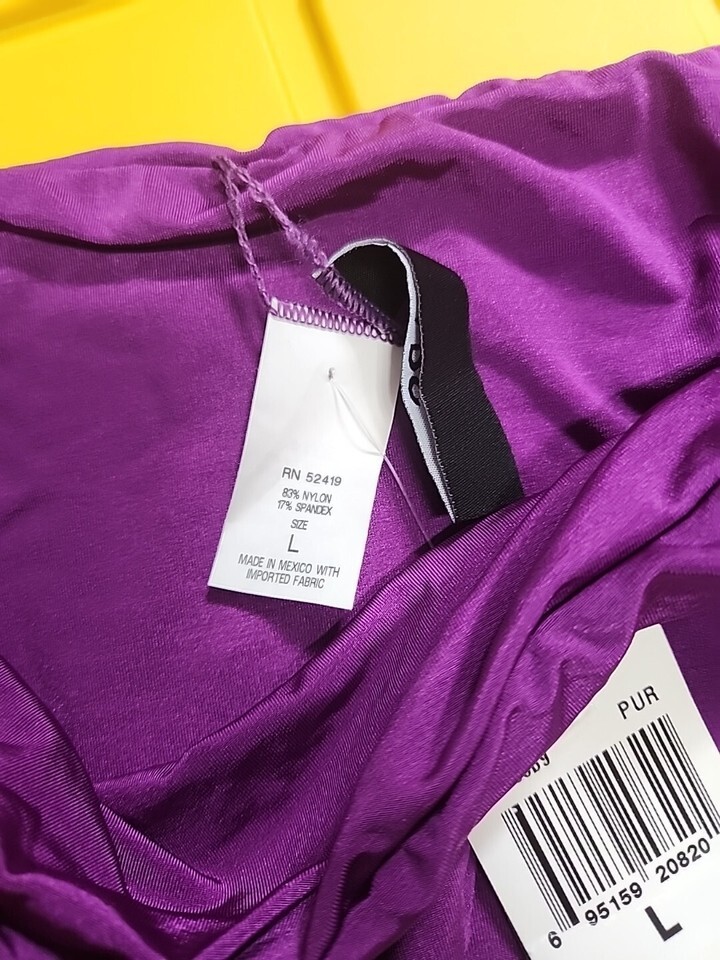 RN 52419
83% NYLON
17% SPANDEX
SIZE
L
MADE IN MEXICO WITH
IMPORTED FABRIC
PUR
6 95159 20820
L